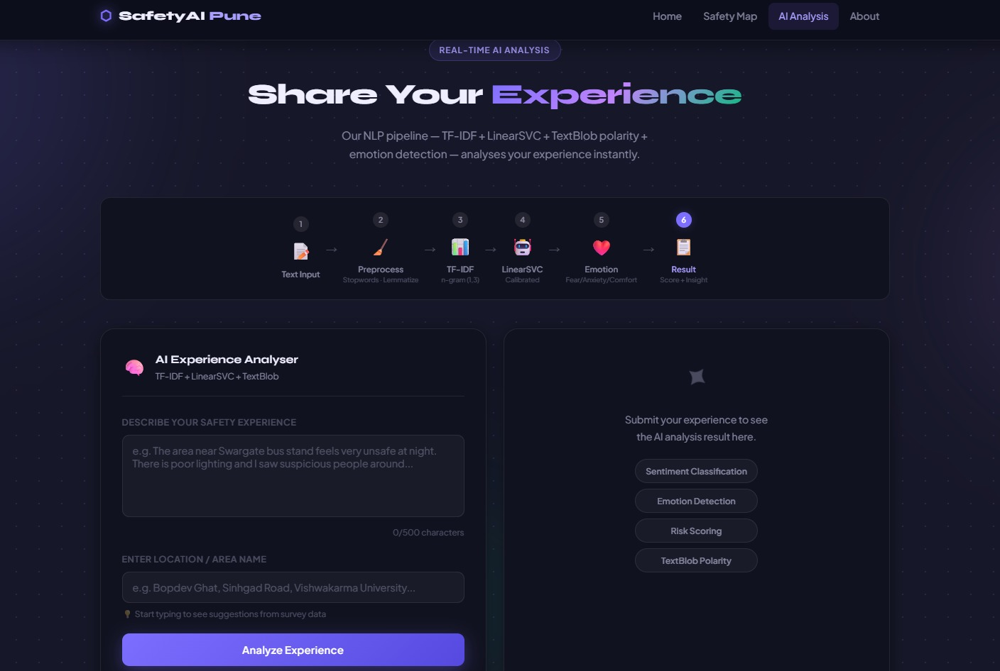 SafetyAI Pune
Home
Safety Map
AI Analysis
About
REAL-TIME AI ANALYSIS
Share Your Experience
Our NLP pipeline — TF-IDF + LinearSVC + TextBlob polarity +
emotion detection — analyses your experience instantly.
1
Text Input
→
2
Preprocess
Stopwords · Lemmatize
→
3
TF-IDF
n-gram (1,3)
→
4
LinearSVC
Calibrated
→
5
Emotion
Fear/Anxiety/Comfort
→
6
Result
Score + Insight
AI Experience Analyser
TF-IDF + LinearSVC + TextBlob
DESCRIBE YOUR SAFETY EXPERIENCE
e.g. The area near Swargate bus stand feels very unsafe at night.
There is poor lighting and I saw suspicious people around...
0/500 characters
ENTER LOCATION / AREA NAME
e.g. Bopdev Ghat, Sinhgad Road, Vishwakarma University...
Start typing to see suggestions from survey data
Analyze Experience
Submit your experience to see
the AI analysis result here.
Sentiment Classification
Emotion Detection
Risk Scoring
TextBlob Polarity